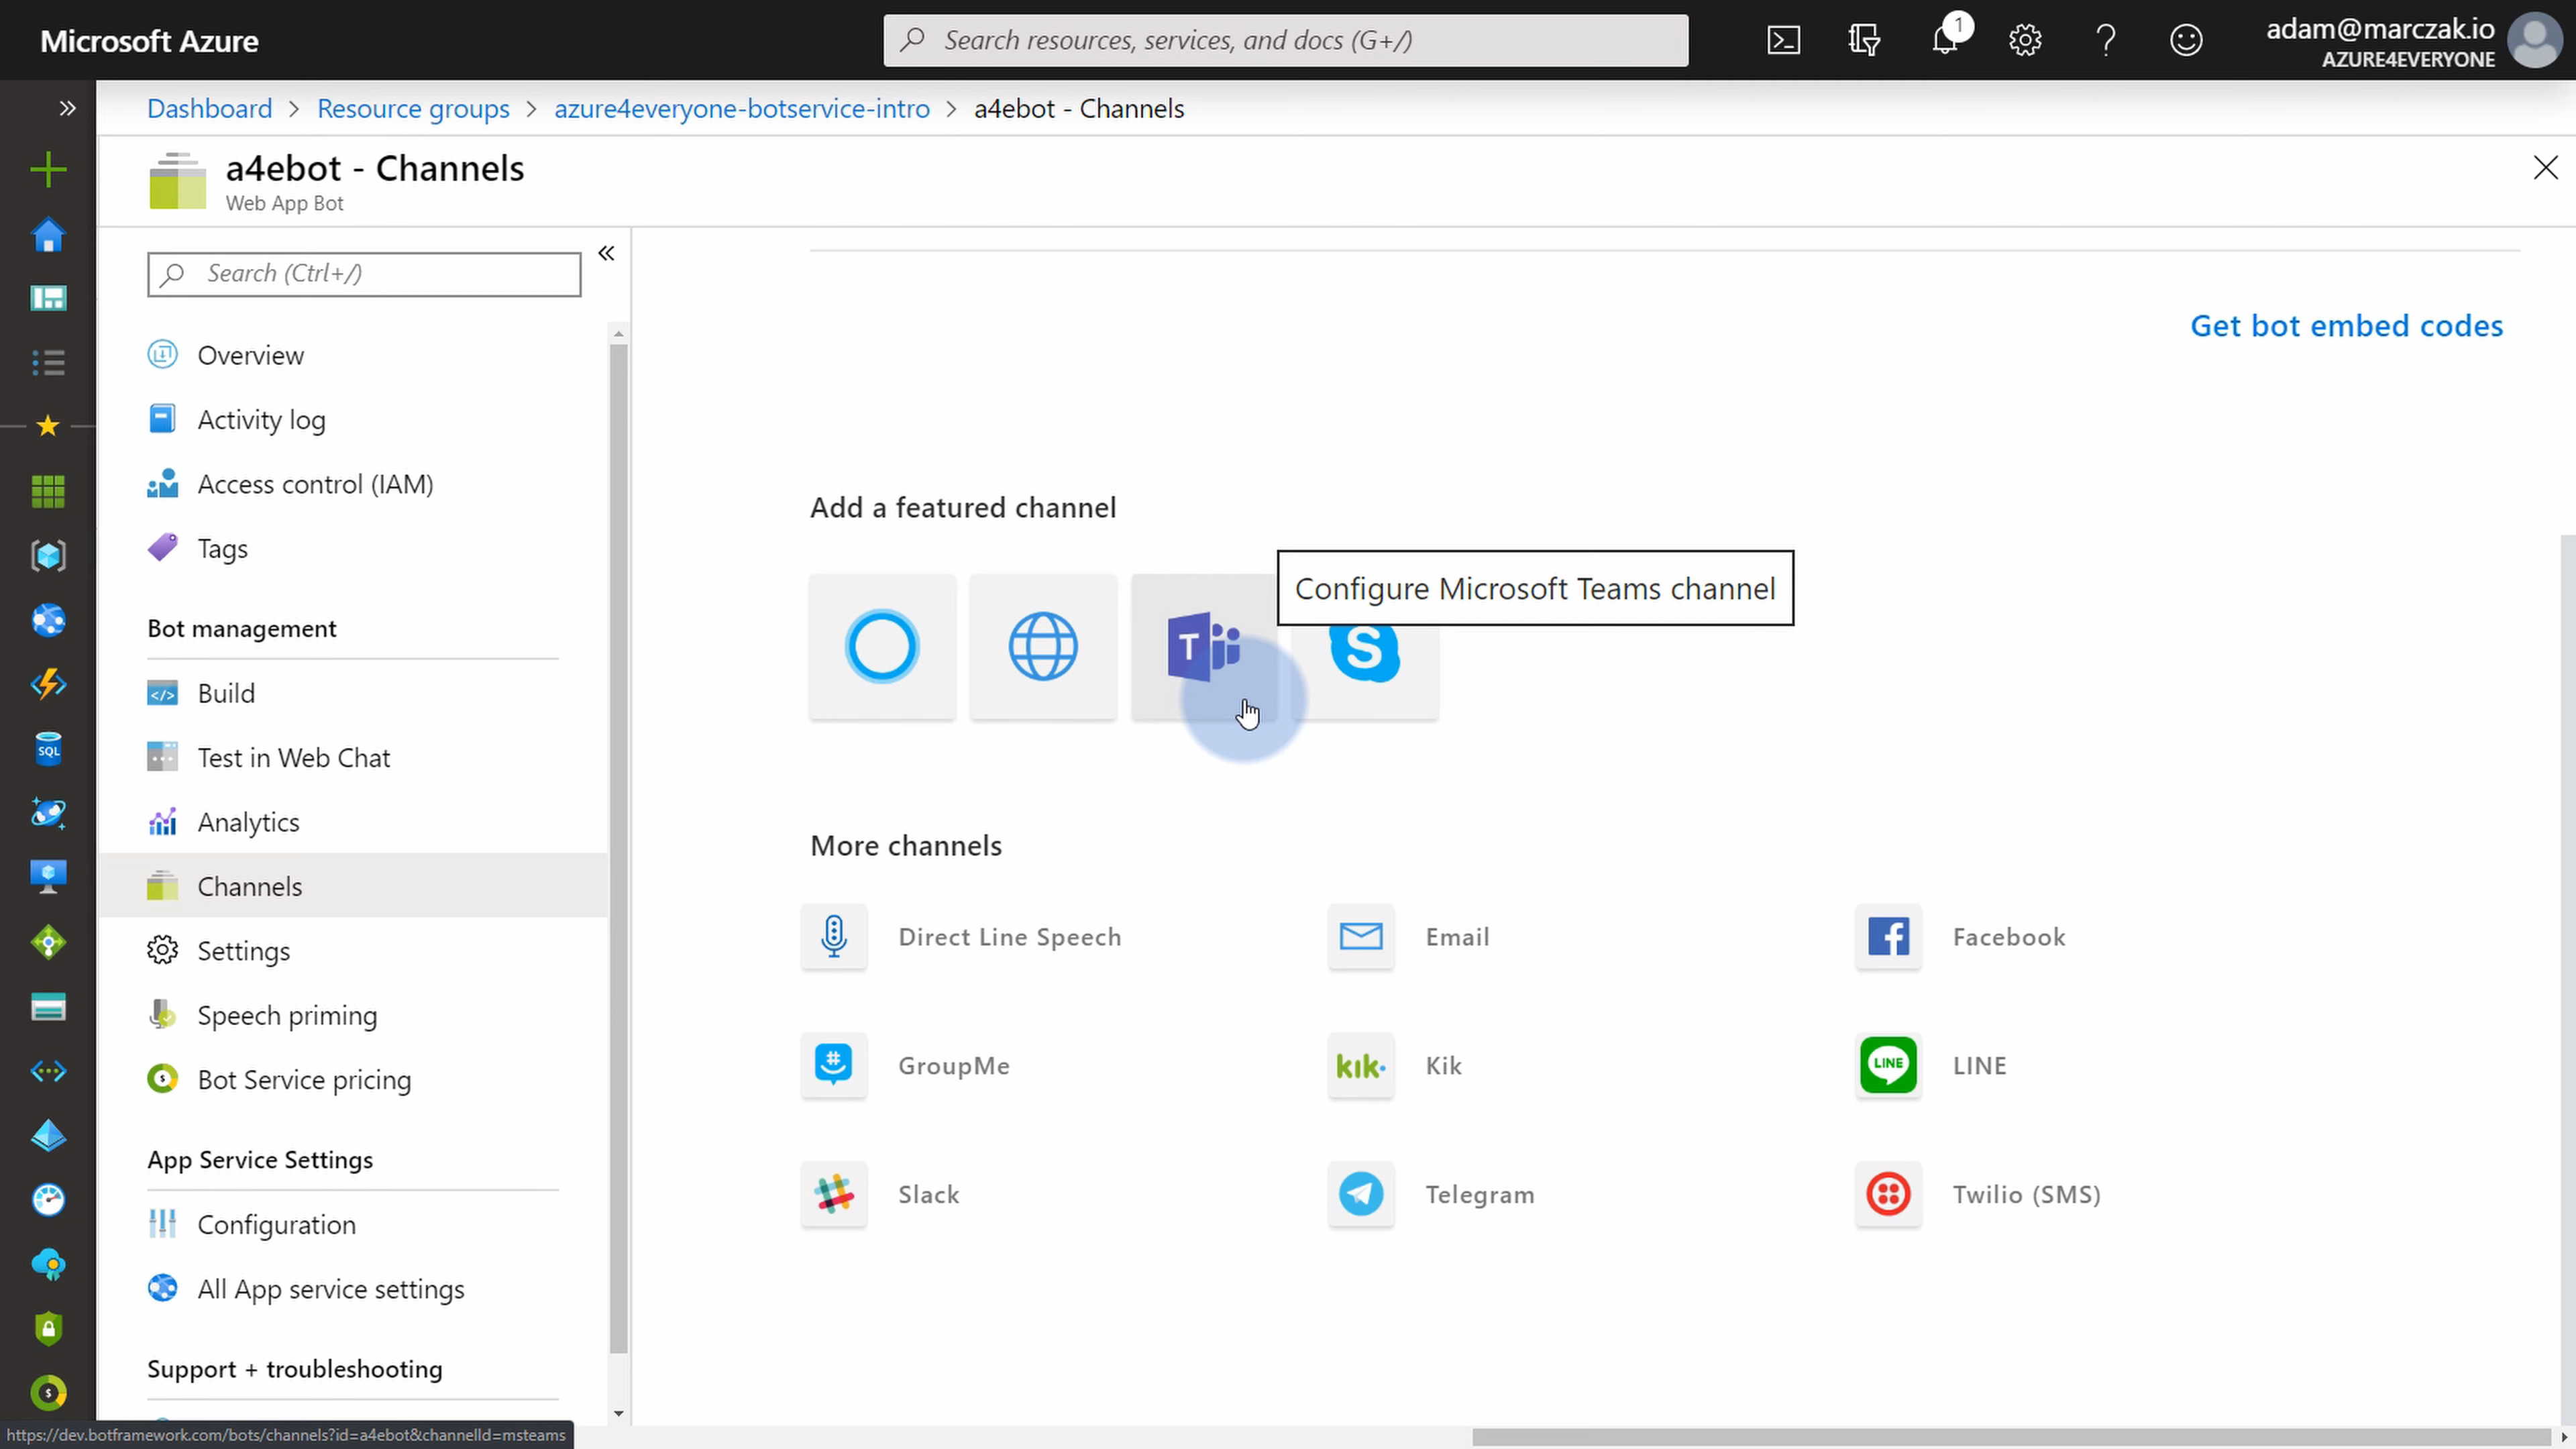 Microsoft Azure
Search resources, services, and docs (G+/)
1
adam@marczak.io
AZURE4EVERYONE
Dashboard > Resource groups > azure4everyone-botservice-intro > a4ebot - Channels
a4ebot - Channels
Web App Bot
Search (Ctrl+/)
Overview
Activity log
Access control (IAM)
Tags
Bot management
Build
Test in Web Chat
Analytics
Channels
Settings
Speech priming
Bot Service pricing
App Service Settings
Configuration
All App service settings
Support + troubleshooting
SQL
Get bot embed codes
Add a featured channel
Configure Microsoft Teams channel
T
S
More channels
Direct Line Speech
Email
Facebook
GroupMe
kik.
Kik
LINE
LINE
Slack
Telegram
Twilio (SMS)
https://dev.botframework.com/bots/channels?id=a4ebot&channelId=msteams